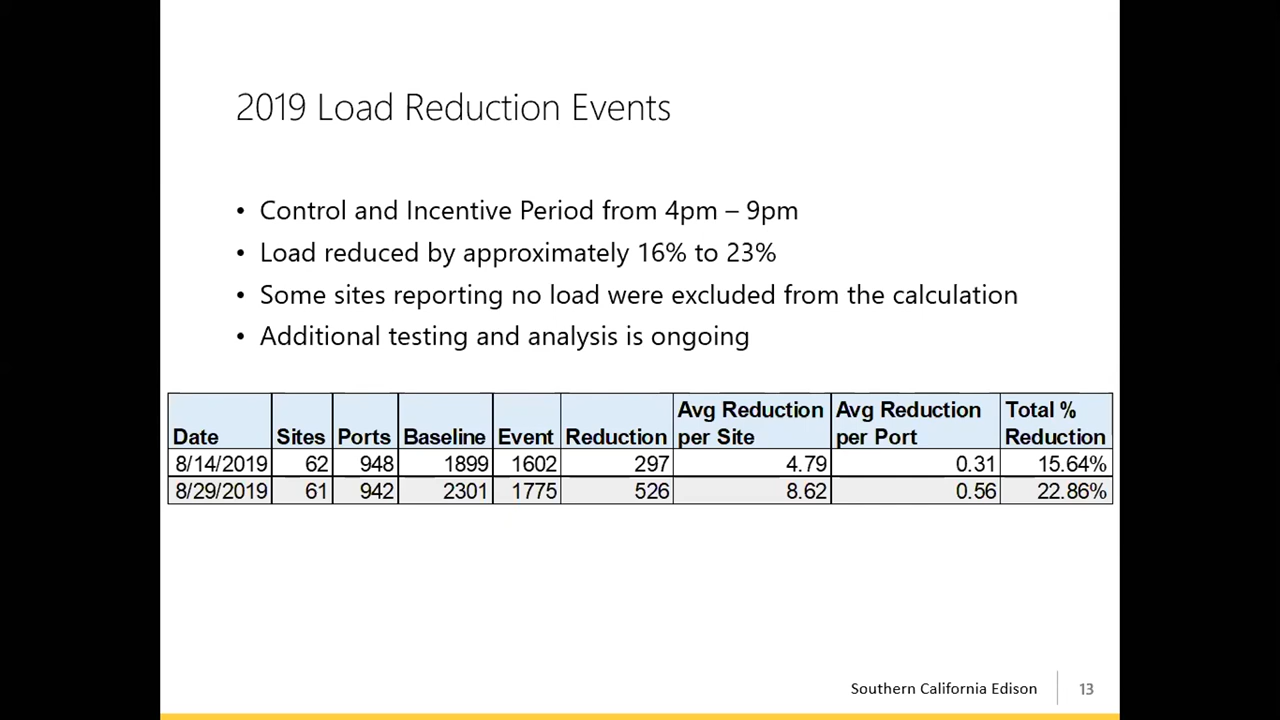 2019 Load Reduction Events
• Control and Incentive Period from 4pm – 9pm
• Load reduced by approximately 16% to 23%
• Some sites reporting no load were excluded from the calculation
• Additional testing and analysis is ongoing
Date Sites Ports Baseline Event Reduction Avg Reduction per Site Avg Reduction per Port Total % Reduction
8/14/2019 62 948 1899 1602 297 4.79 0.31 15.64%
8/29/2019 61 942 2301 1775 526 8.62 0.56 22.86%
Southern California Edison 13